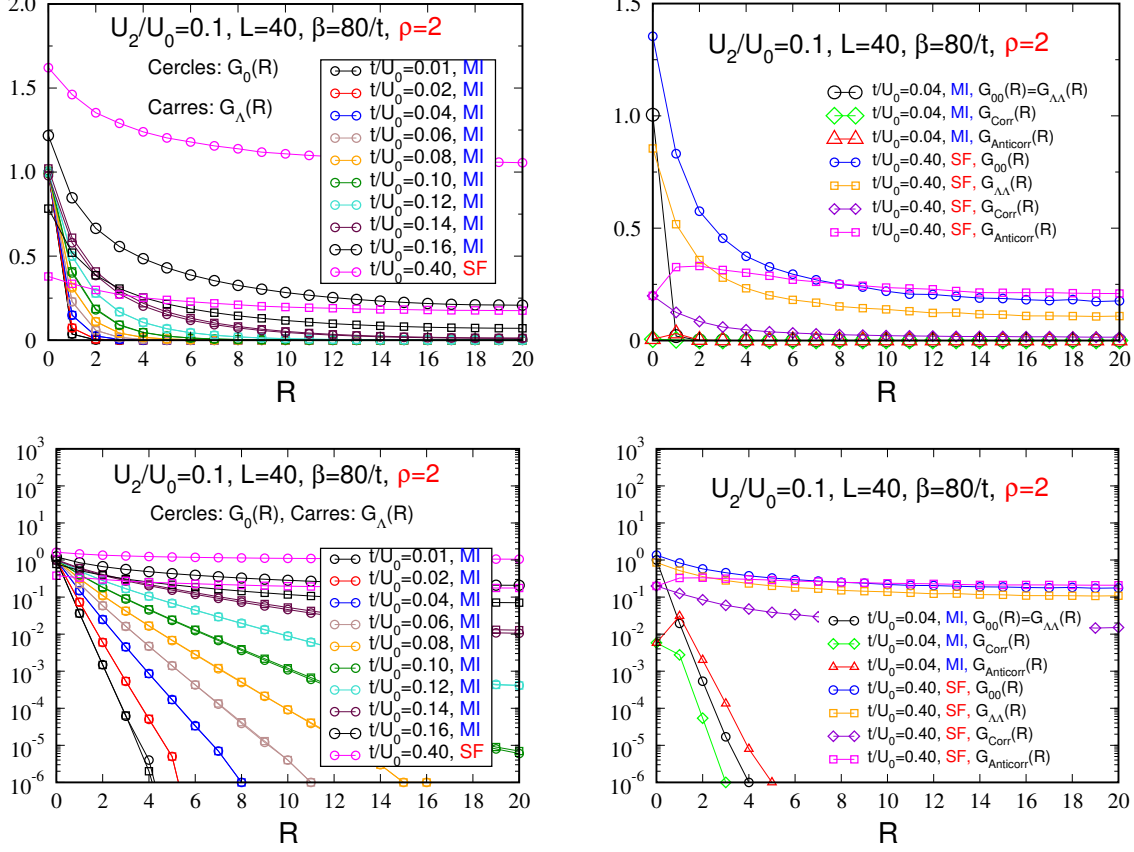 U2/U0=0.1, L=40, β=80/t, ρ=2
Cercles: G0(R)
Carres: GΛ(R)
t/U0=0.01, MI
t/U0=0.02, MI
t/U0=0.04, MI
t/U0=0.06, MI
t/U0=0.08, MI
t/U0=0.10, MI
t/U0=0.12, MI
t/U0=0.14, MI
t/U0=0.16, MI
t/U0=0.40, SF
2.0
1.5
1.0
0.5
0
0 2 4 6 8 10 12 14 16 18 20
R
U2/U0=0.1, L=40, β=80/t, ρ=2
t/U0=0.04, MI, G00(R)=GΛΛ(R)
t/U0=0.04, MI, GCorr(R)
t/U0=0.04, MI, GAnticorr(R)
t/U0=0.40, SF, G00(R)
t/U0=0.40, SF, GΛΛ(R)
t/U0=0.40, SF, GCorr(R)
t/U0=0.40, SF, GAnticorr(R)
1.5
1.0
0.5
0
0 2 4 6 8 10 12 14 16 18 20
R
U2/U0=0.1, L=40, β=80/t, ρ=2
Cercles: G0(R), Carres: GΛ(R)
t/U0=0.01, MI
t/U0=0.02, MI
t/U0=0.04, MI
t/U0=0.06, MI
t/U0=0.08, MI
t/U0=0.10, MI
t/U0=0.12, MI
t/U0=0.14, MI
t/U0=0.16, MI
t/U0=0.40, SF
10^3
10^2
10^1
10^0
10^-1
10^-2
10^-3
10^-4
10^-5
10^-6
0 2 4 6 8 10 12 14 16 18 20
R
U2/U0=0.1, L=40, β=80/t, ρ=2
t/U0=0.04, MI, G00(R)=GΛΛ(R)
t/U0=0.04, MI, GCorr(R)
t/U0=0.04, MI, GAnticorr(R)
t/U0=0.40, SF, G00(R)
t/U0=0.40, SF, GΛΛ(R)
t/U0=0.40, SF, GCorr(R)
t/U0=0.40, SF, GAnticorr(R)
10^3
10^2
10^1
10^0
10^-1
10^-2
10^-3
10^-4
10^-5
10^-6
0 2 4 6 8 10 12 14 16 18 20
R